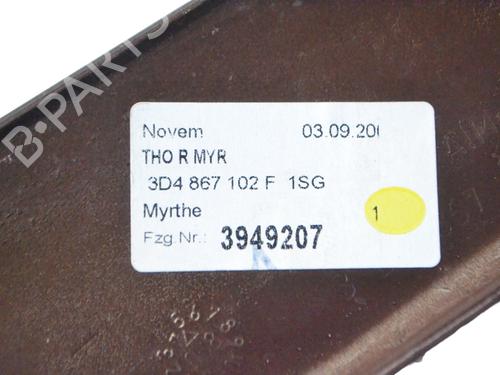 B-PARTS
Novem 03.09.200
THO R MYR
3D4 867 102 F 1SG
Myrthe 1
Fzg.Nr.: 3949207